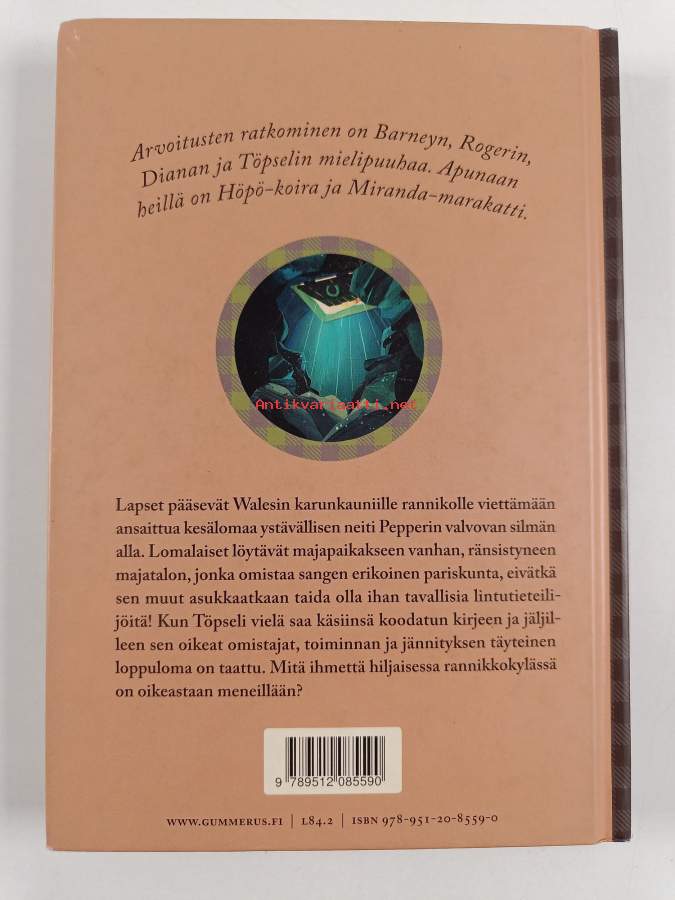 Arvoitusten ratkominen on Barneyn, Rogerin,
Dianan ja Töpselin mielipuuhaa. Apunaan
heillä on Höpö-koira ja Miranda-marakatti.
Antikvariaatti.net
Lapset pääsevät Walesin karunkauniille rannikolle viettämään
ansaittua kesälomaa ystävällisen neiti Pepperin valvovan silmän
alla. Lomalaiset löytävät majapaikakseen vanhan, ränsistyneen
majatalon, jonka omistaa sangen erikoinen pariskunta, eivätkä
sen muut asukkaatkaan taida olla ihan tavallisia lintutieteili-
jöitä! Kun Töpseli vielä saa käsiinsä koodatun kirjeen ja jäljil-
leen sen oikeat omistajat, toiminnan ja jännityksen täyteinen
loppuloma on taattu. Mitä ihmettä hiljaisessa rannikkokylässä
on oikeastaan meneillään?
9 789512 085590
WWW.GUMMERUS.FI | L84.2 | ISBN 978-951-20-8559-0